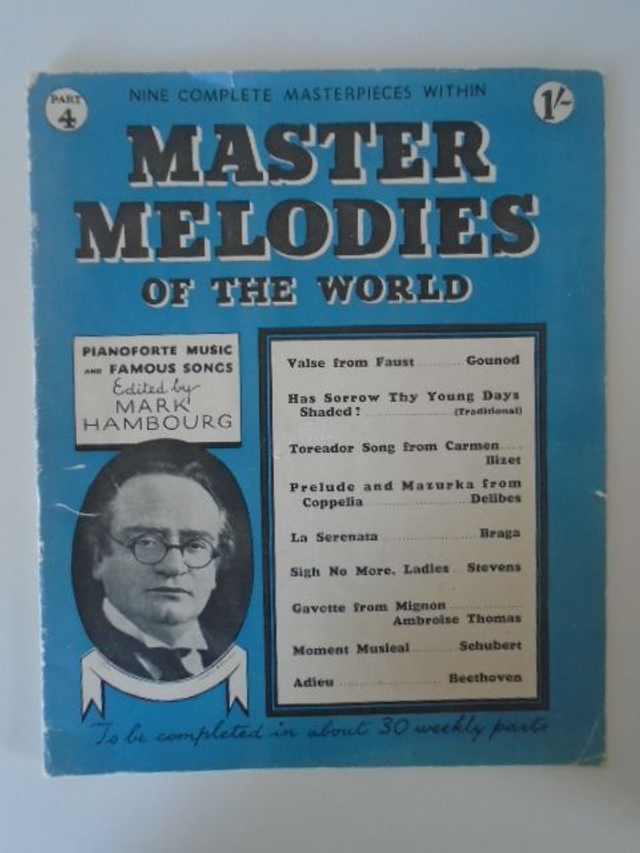 PART
4
NINE COMPLETE MASTERPIECES WITHIN
1/-
MASTER
MELODIES
OF THE WORLD
PIANOFORTE MUSIC
AND FAMOUS SONGS
Edited by
MARK
HAMBOURG
Valse from Faust .......... Gounod
Has Sorrow Thy Young Days
Shaded? .................... (Traditional)
Toreador Song from Carmen .....
Bizet
Prelude and Mazurka from
Coppelia .................... Delibes
La Serenata .................... Braga
Sigh No More, Ladies .. Stevens
Gavotte from Mignon ..............
Ambroise Thomas
Moment Musical .......... Schubert
Adieu .................... Beethoven
To be completed in about 30 weekly parts